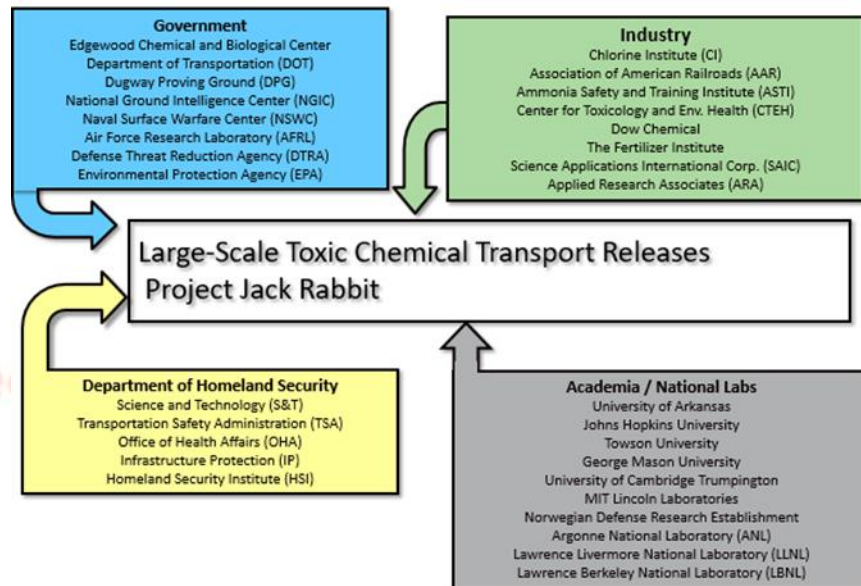 Government
Edgewood Chemical and Biological Center
Department of Transportation (DOT)
Dugway Proving Ground (DPG)
National Ground Intelligence Center (NGIC)
Naval Surface Warfare Center (NSWC)
Air Force Research Laboratory (AFRL)
Defense Threat Reduction Agency (DTRA)
Environmental Protection Agency (EPA)
Industry
Chlorine Institute (CI)
Association of American Railroads (AAR)
Ammonia Safety and Training Institute (ASTI)
Center for Toxicology and Env. Health (CTEH)
Dow Chemical
The Fertilizer Institute
Science Applications International Corp. (SAIC)
Applied Research Associates (ARA)
Large-Scale Toxic Chemical Transport Releases
Project Jack Rabbit
Department of Homeland Security
Science and Technology (S&T)
Transportation Safety Administration (TSA)
Office of Health Affairs (OHA)
Infrastructure Protection (IP)
Homeland Security Institute (HSI)
Academia / National Labs
University of Arkansas
Johns Hopkins University
Towson University
George Mason University
University of Cambridge Trumpington
MIT Lincoln Laboratories
Norwegian Defense Research Establishment
Argonne National Laboratory (ANL)
Lawrence Livermore National Laboratory (LLNL)
Lawrence Berkeley National Laboratory (LBNL)